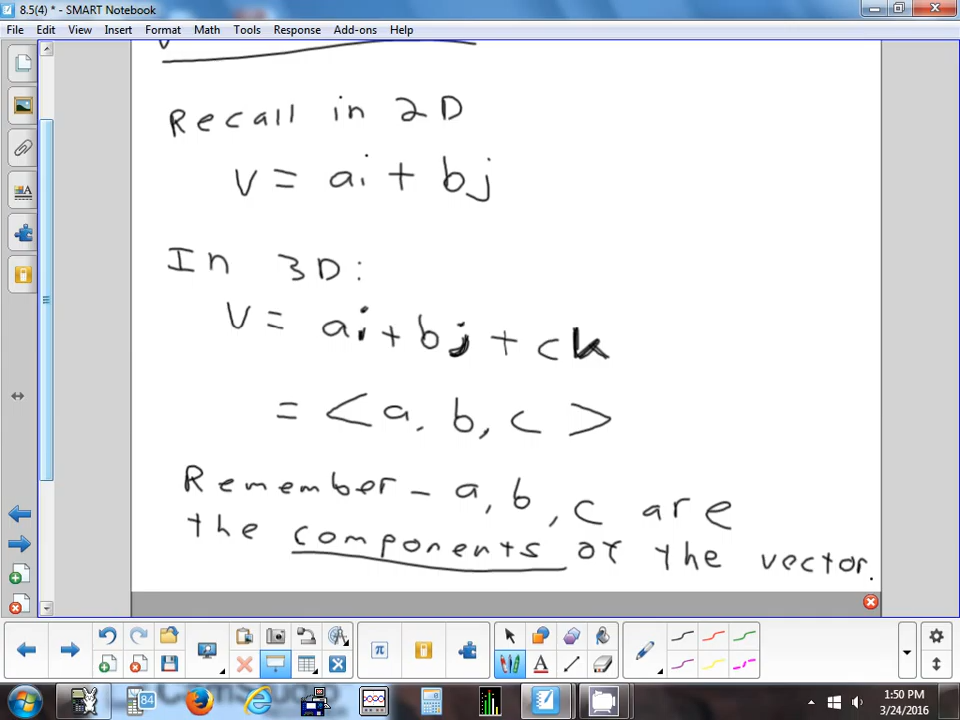 8.5(4) * - SMART Notebook
File Edit View Insert Format Math Tools Response Add-ons Help
Recall in 2D
v = ai + bj
In 3D:
v = ai + bj + ck
= <a, b, c>
Remember - a, b, c are
the components of the vector.
π
84
1:50 PM
3/24/2016